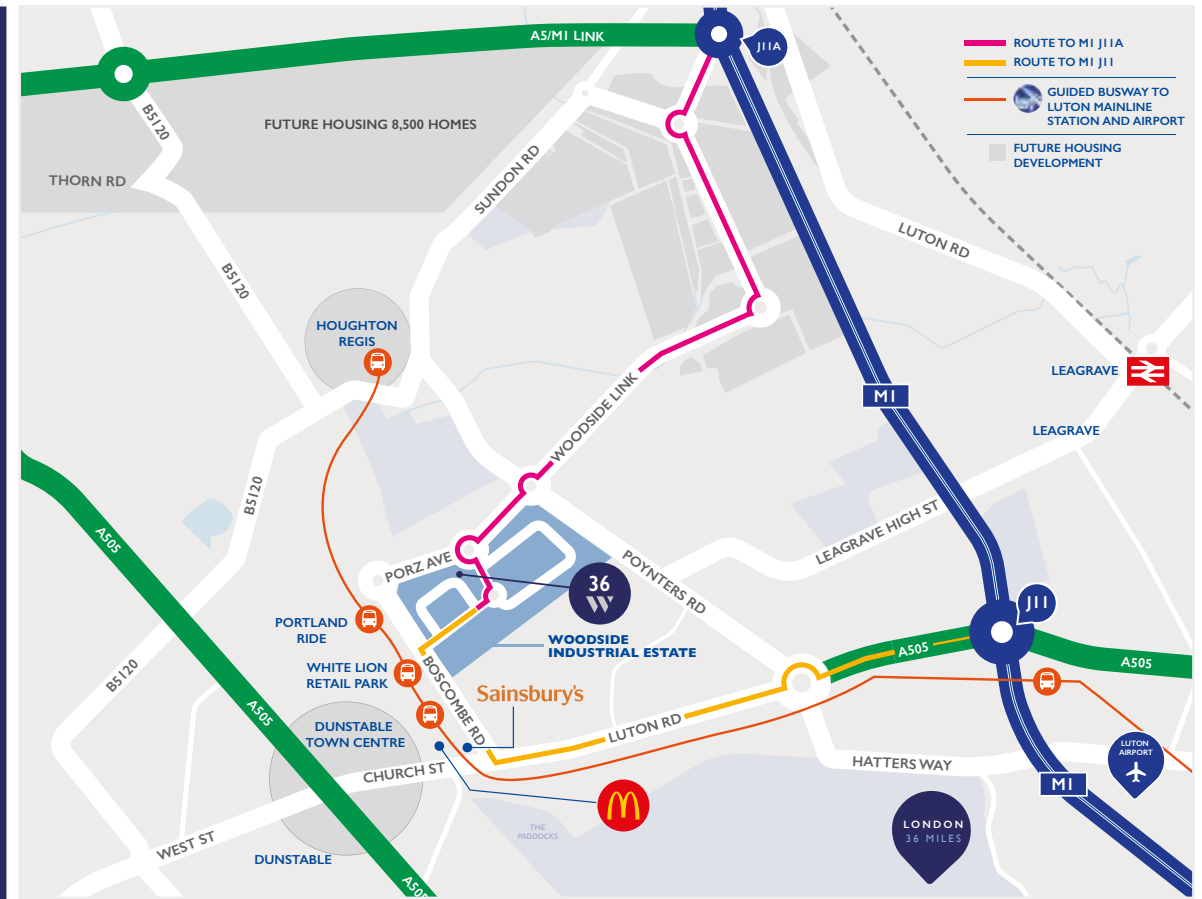 A5/M1 LINK
J11A
ROUTE TO M1 J11A
ROUTE TO M1 J11
GUIDED BUSWAY TO
LUTON MAINLINE
STATION AND AIRPORT
FUTURE HOUSING
DEVELOPMENT
B5120
FUTURE HOUSING 8,500 HOMES
THORN RD
SUNDON RD
LUTON RD
B5120
HOUGHTON
REGIS
LEAGRAVE
M1
WOODSIDE LINK
LEAGRAVE
B5120
A505
LEAGRAVE HIGH ST
PORZ AVE
POYNTERS RD
36
W
J11
PORTLAND
RIDE
WOODSIDE
INDUSTRIAL ESTATE
A505
A505
WHITE LION
RETAIL PARK
BOSCOMBE RD
B5120
Sainsbury's
A505
DUNSTABLE
TOWN CENTRE
LUTON RD
LUTON
AIRPORT
HATTERS WAY
CHURCH ST
M1
THE
PADDOCKS
LONDON
36 MILES
WEST ST
DUNSTABLE
A505